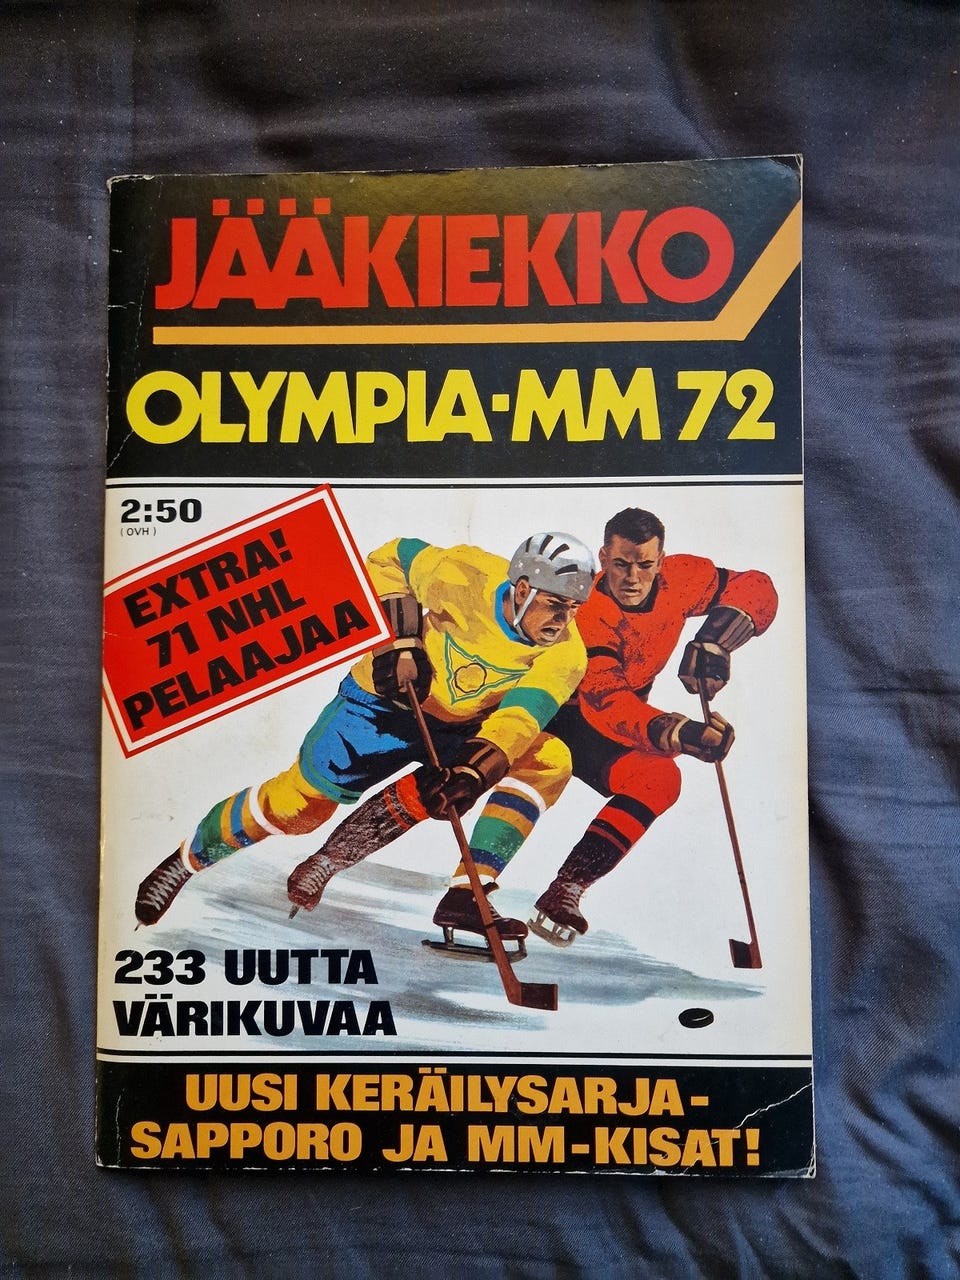 JÄÄKIEKKO
OLYMPIA-MM 72
2:50
( OVH )
EXTRA!
71 NHL
PELAAJAA
233 UUTTA
VÄRIKUVAA
UUSI KERÄILYSARJA-
SAPPORO JA MM-KISAT!